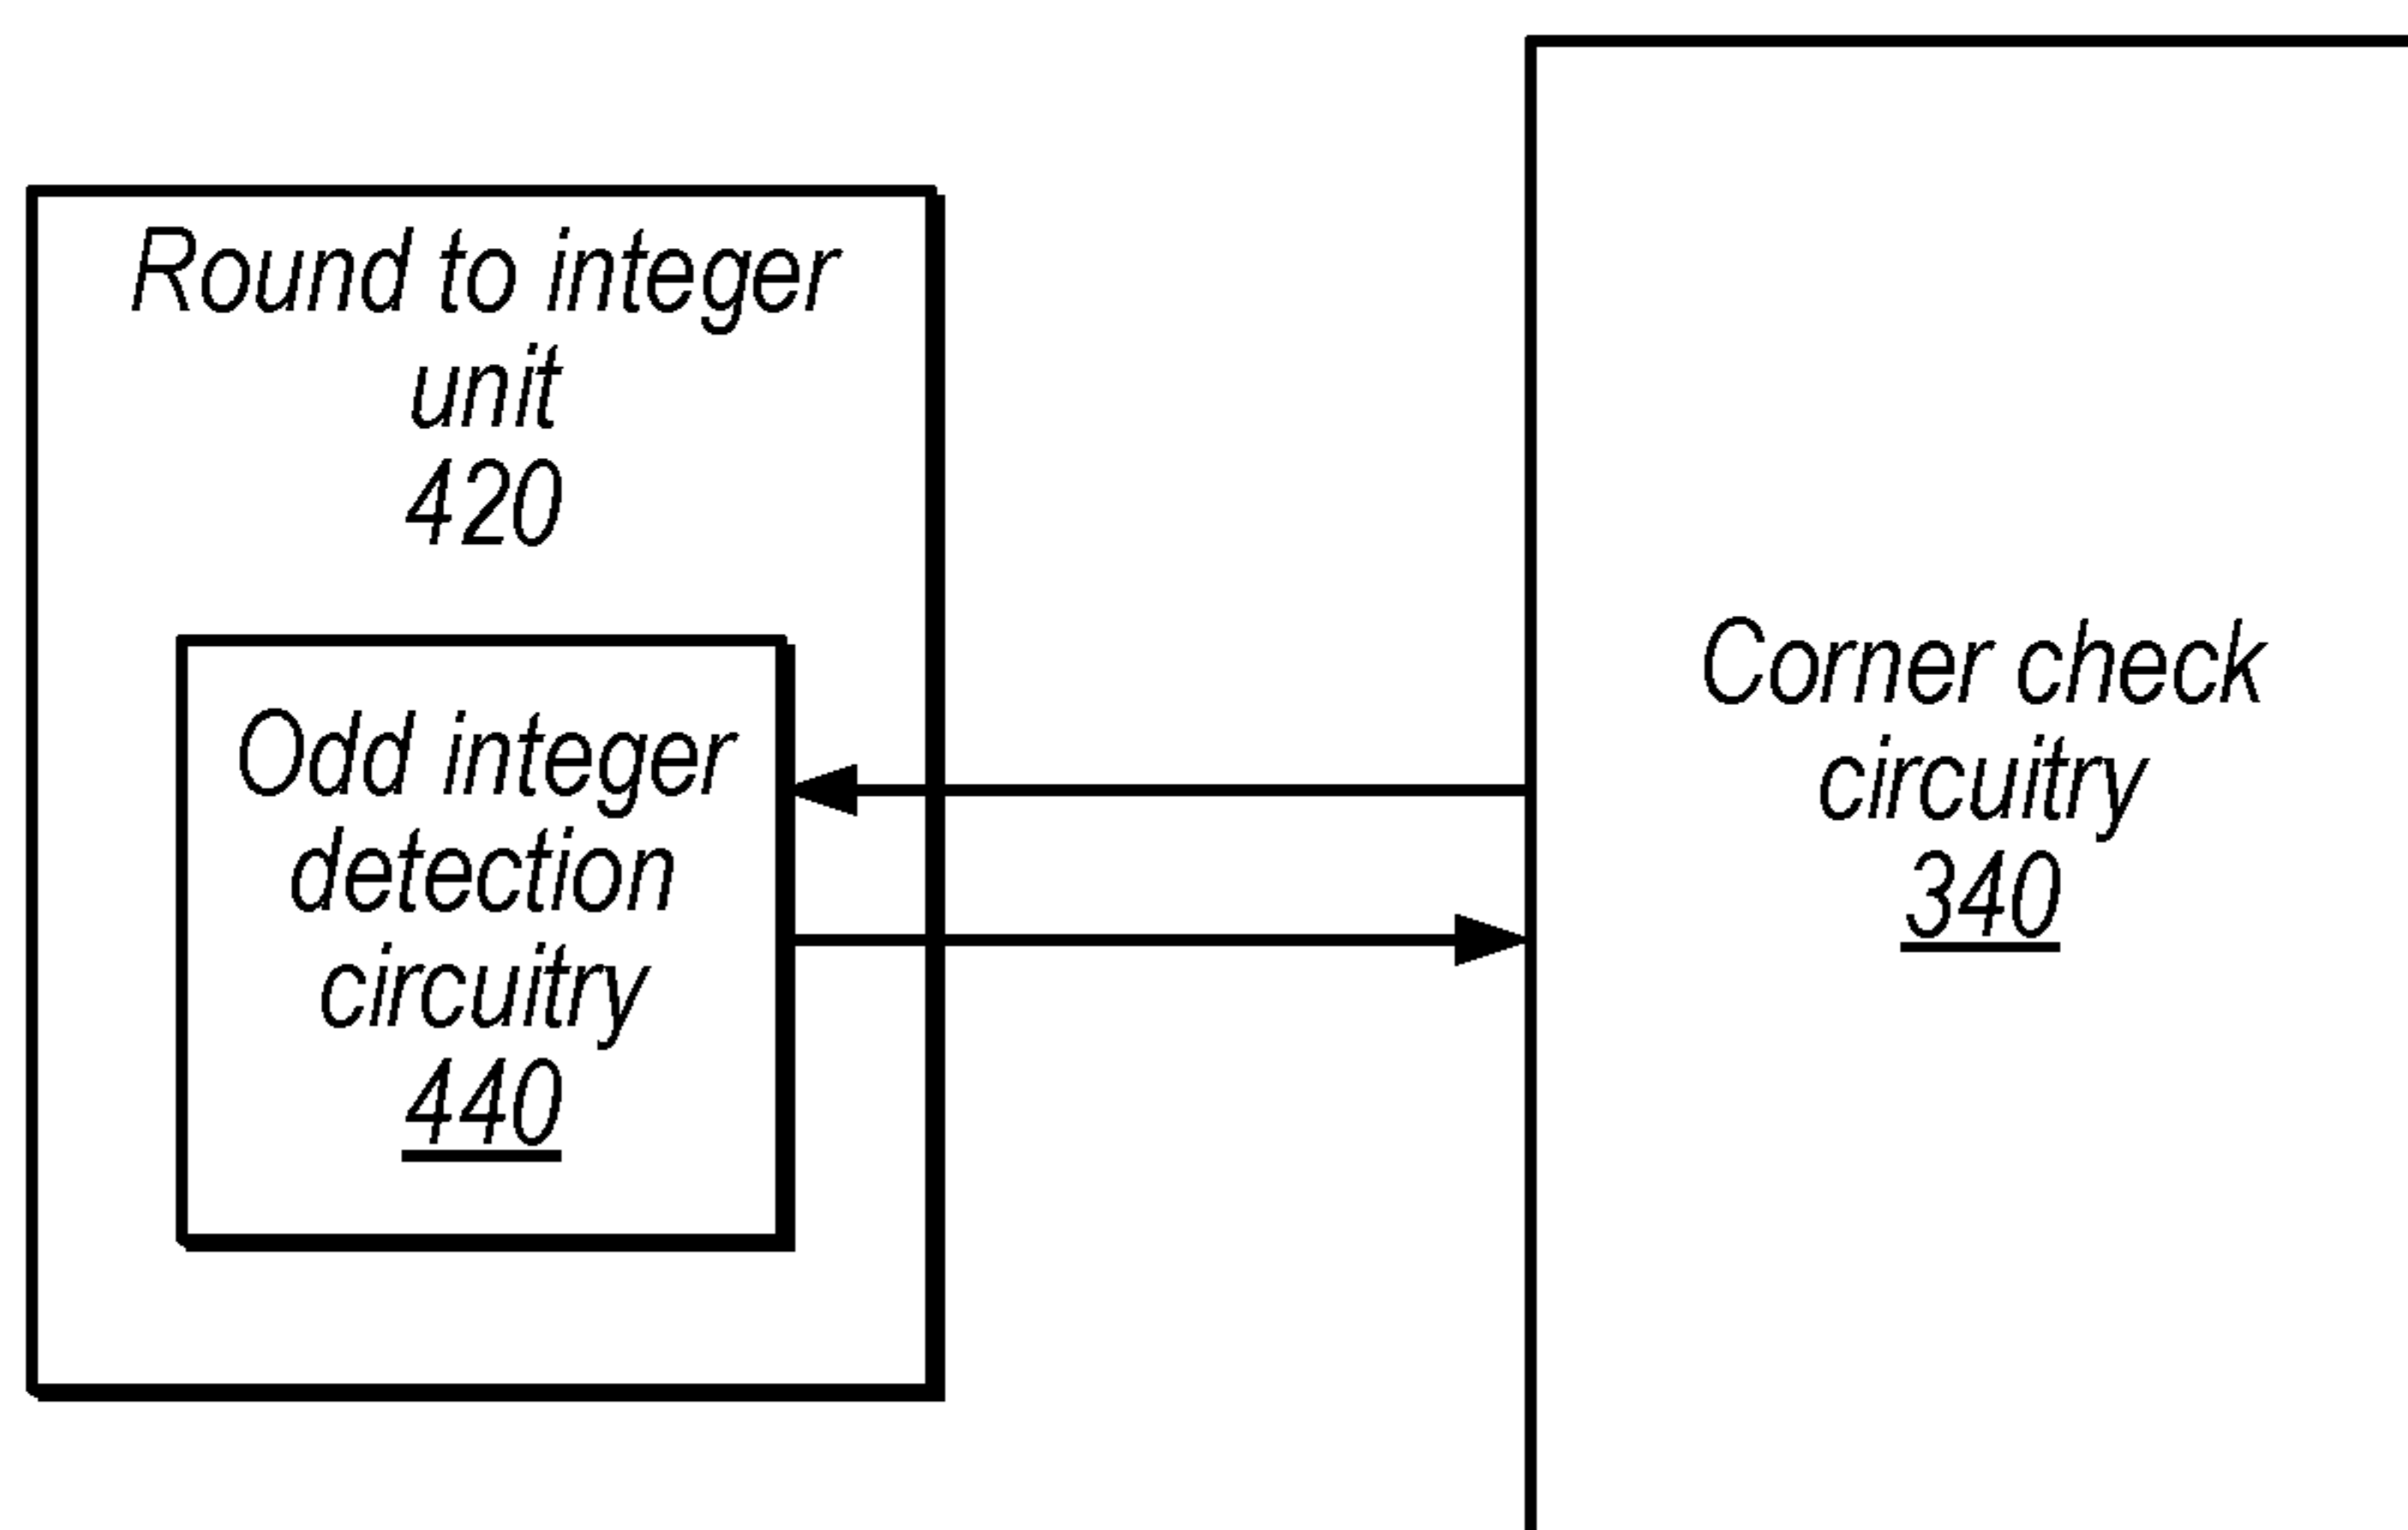 Round to integer
unit
420
Odd integer
detection
circuitry
440
Corner check
circuitry
340